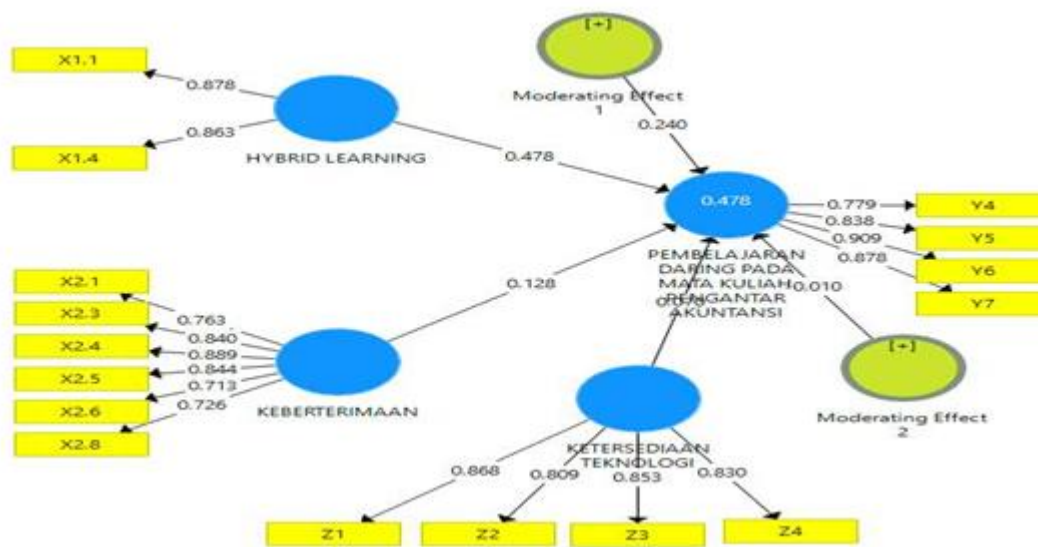 [+]
X1.1
0.878
Moderating Effect
1
0.863
0.240
X1.4
HYBRID LEARNING
0.478
0.478
0.779
Y4
0.838
Y5
0.909
Y6
0.878
Y7
PEMBELAJARAN
DARING PADA
MATA KULIAH
PENGANTAR
AKUNTANSI
X2.1
X2.3
X2.4
X2.5
X2.6
X2.8
0.763
0.840
0.889
0.844
0.713
0.726
0.128
0.010
KEBERTERIMAAN
[+]
Moderating Effect
2
KETERSEDIAAN
TEKNOLOGI
0.868
0.809
0.853
0.830
Z1
Z2
Z3
Z4